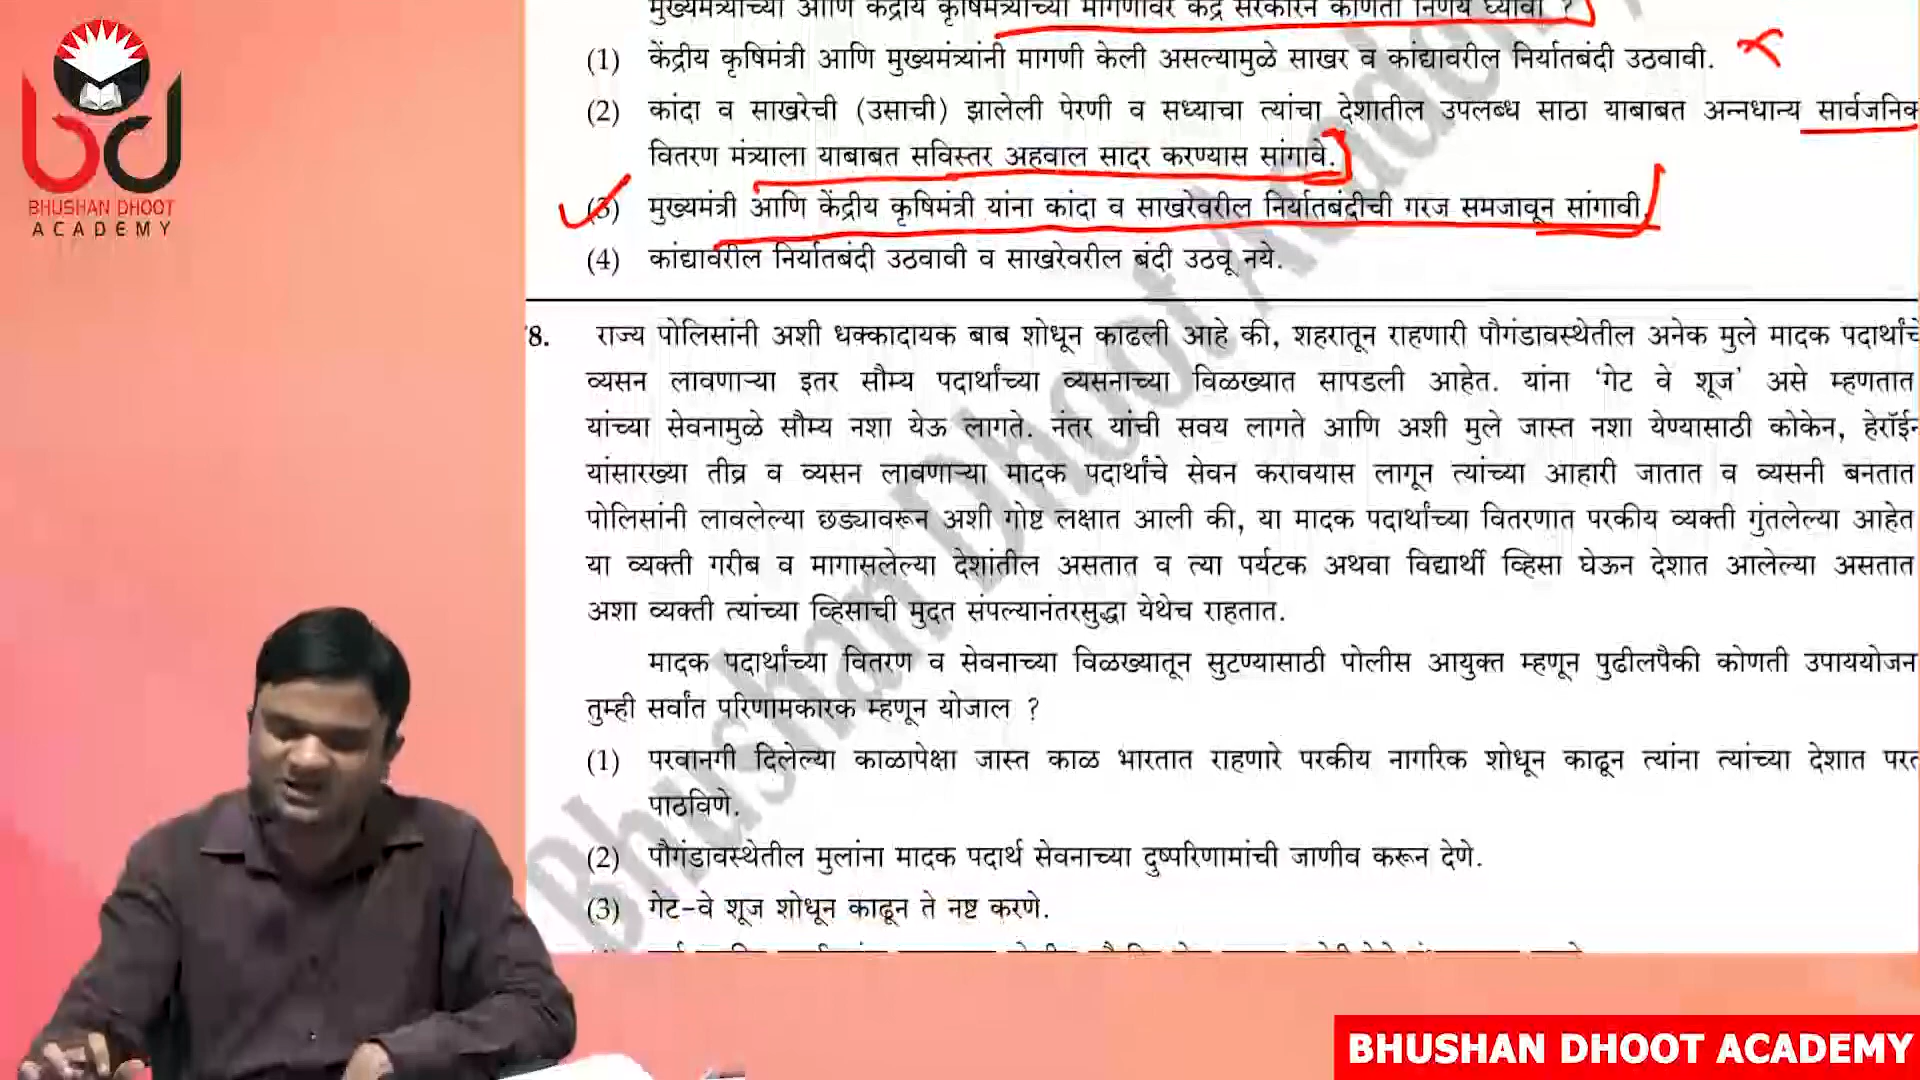 मुख्यमंत्र्यांच्या आणि केंद्रीय कृषिमंत्र्यांच्या मागणीवर केंद्र सरकारने कोणता निर्णय घ्यावा ?
(1) केंद्रीय कृषिमंत्री आणि मुख्यमंत्र्यांनी मागणी केली असल्यामुळे साखर व कांद्यावरील निर्यातबंदी उठवावी.
(2) कांदा व साखरेची (उसाची) झालेली पेरणी व सध्याचा त्यांचा देशातील उपलब्ध साठा याबाबत अन्नधान्य सार्वजनिक
वितरण मंत्र्याला याबाबत सविस्तर अहवाल सादर करण्यास सांगावे.
(3) मुख्यमंत्री आणि केंद्रीय कृषिमंत्री यांना कांदा व साखरेवरील निर्यातबंदीची गरज समजावून सांगावी.
(4) कांद्यावरील निर्यातबंदी उठवावी व साखरेवरील बंदी उठवू नये.
8. राज्य पोलिसांनी अशी धक्कादायक बाब शोधून काढली आहे की, शहरातून राहणारी पौगंडावस्थेतील अनेक मुले मादक पदार्थांचे
व्यसन लावणाऱ्या इतर सौम्य पदार्थांच्या व्यसनाच्या विळख्यात सापडली आहेत. यांना ‘गेट वे शूज’ असे म्हणतात
यांच्या सेवनामुळे सौम्य नशा येऊ लागते. नंतर यांची सवय लागते आणि अशी मुले जास्त नशा येण्यासाठी कोकेन, हेरॉईन
यांसारख्या तीव्र व व्यसन लावणाऱ्या मादक पदार्थांचे सेवन करावयास लागून त्यांच्या आहारी जातात व व्यसनी बनतात
पोलिसांनी लावलेल्या छड्यावरून अशी गोष्ट लक्षात आली की, या मादक पदार्थांच्या वितरणात परकीय व्यक्ती गुंतलेल्या आहेत
या व्यक्ती गरीब व मागासलेल्या देशांतील असतात व त्या पर्यटक अथवा विद्यार्थी व्हिसा घेऊन देशात आलेल्या असतात
अशा व्यक्ती त्यांच्या व्हिसाची मुदत संपल्यानंतरसुद्धा येथेच राहतात.
मादक पदार्थांच्या वितरण व सेवनाच्या विळख्यातून सुटण्यासाठी पोलीस आयुक्त म्हणून पुढीलपैकी कोणती उपाययोजन
तुम्ही सर्वांत परिणामकारक म्हणून योजाल ?
(1) परवानगी दिलेल्या काळापेक्षा जास्त काळ भारतात राहणारे परकीय नागरिक शोधून काढून त्यांना त्यांच्या देशात परत
पाठविणे.
(2) पौगंडावस्थेतील मुलांना मादक पदार्थ सेवनाच्या दुष्परिणामांची जाणीव करून देणे.
(3) गेट-वे शूज शोधून काढून ते नष्ट करणे.
bd
BHUSHAN DHOOT
ACADEMY
Bhushan Dhoot Academy
BHUSHAN DHOOT ACADEMY